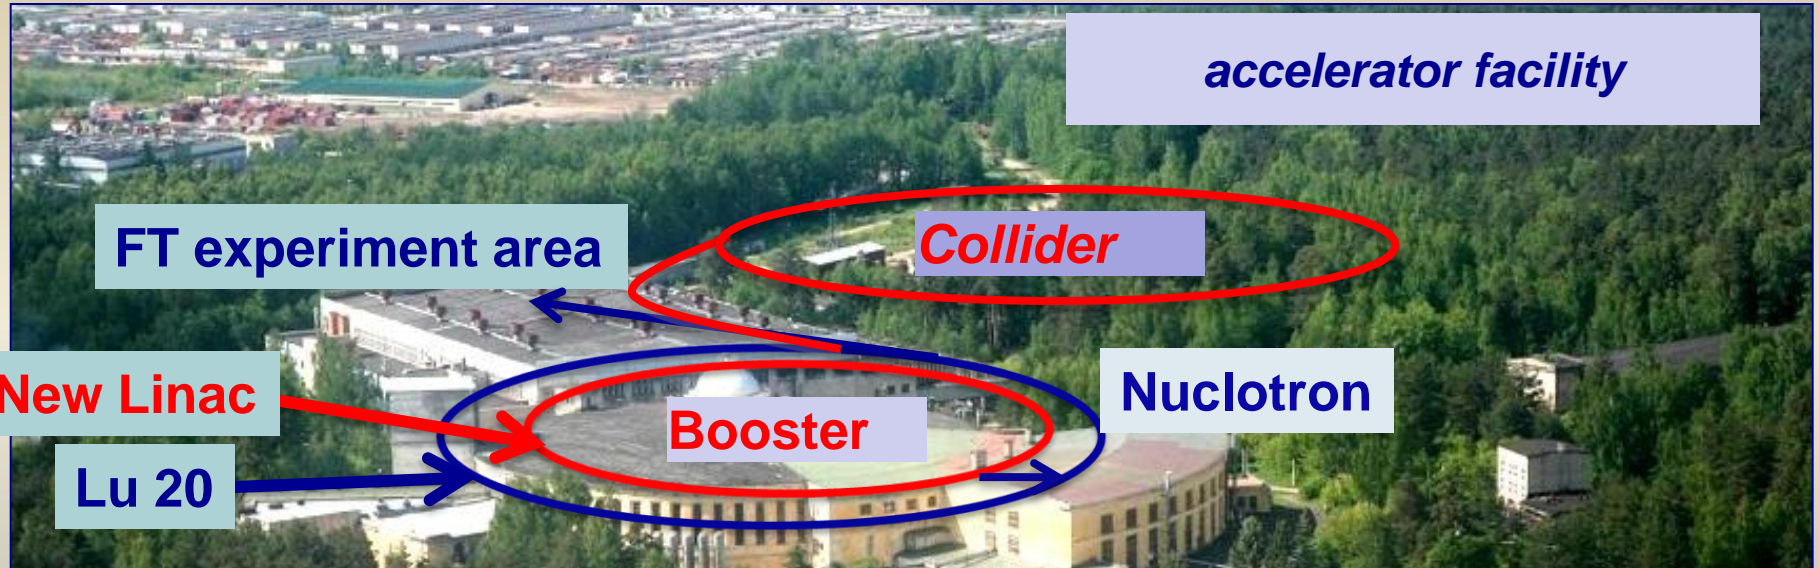 accelerator facility
FT experiment area
Collider
New Linac
Booster
Nuclotron
Lu 20